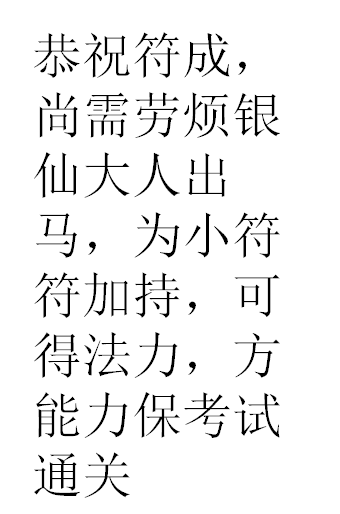 恭祝符成，
尚需劳烦银
仙大人出
马，为小符
符加持，可
得法力，方
能力保考试
通关